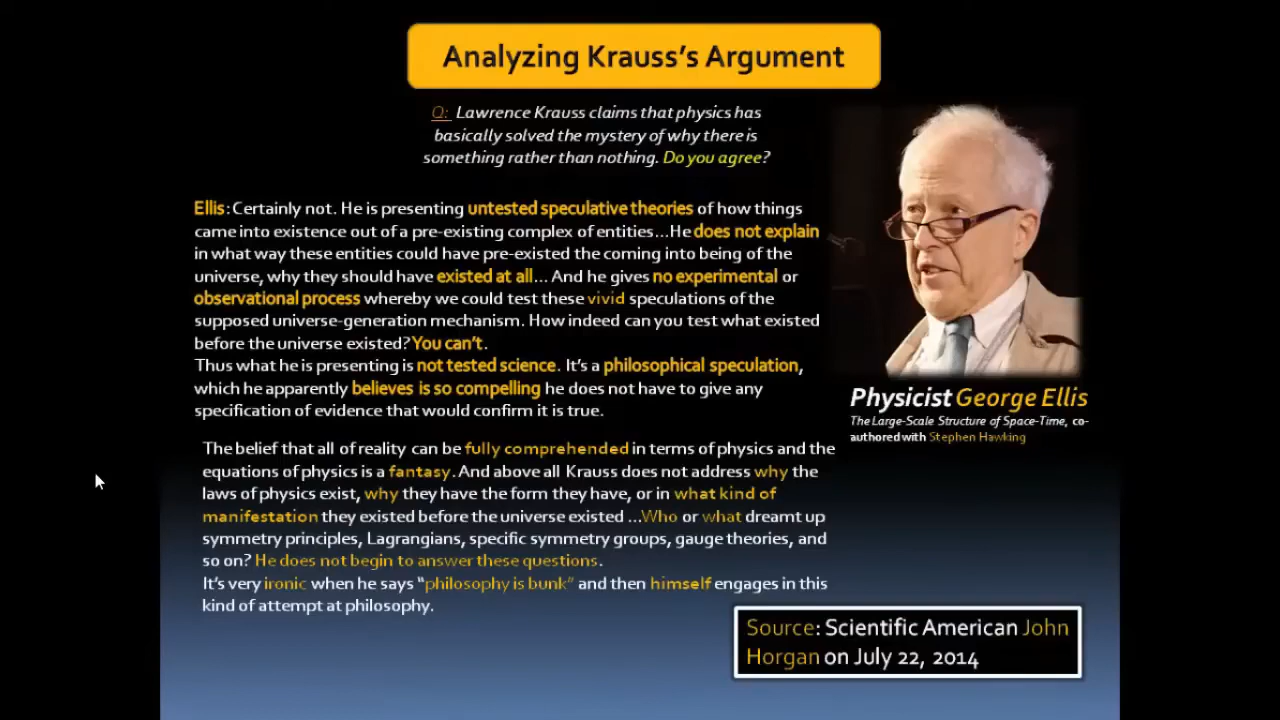 Analyzing Krauss's Argument
Q: Lawrence Krauss claims that physics has
basically solved the mystery of why there is
something rather than nothing. Do you agree?
Ellis: Certainly not. He is presenting untested speculative theories of how things
came into existence out of a pre-existing complex of entities...He does not explain
in what way these entities could have pre-existed the coming into being of the
universe, why they should have existed at all... And he gives no experimental or
observational process whereby we could test these vivid speculations of the
supposed universe-generation mechanism. How indeed can you test what existed
before the universe existed? You can't.
Thus what he is presenting is not tested science. It's a philosophical speculation,
which he apparently believes is so compelling he does not have to give any
specification of evidence that would confirm it is true.
The belief that all of reality can be fully comprehended in terms of physics and the
equations of physics is a fantasy. And above all Krauss does not address why the
laws of physics exist, why they have the form they have, or in what kind of
manifestation they existed before the universe existed ...Who or what dreamt up
symmetry principles, Lagrangians, specific symmetry groups, gauge theories, and
so on? He does not begin to answer these questions.
It's very ironic when he says "philosophy is bunk" and then himself engages in this
kind of attempt at philosophy.
Physicist George Ellis
The Large-Scale Structure of Space-Time, co-
authored with Stephen Hawking
Source: Scientific American John
Horgan on July 22, 2014